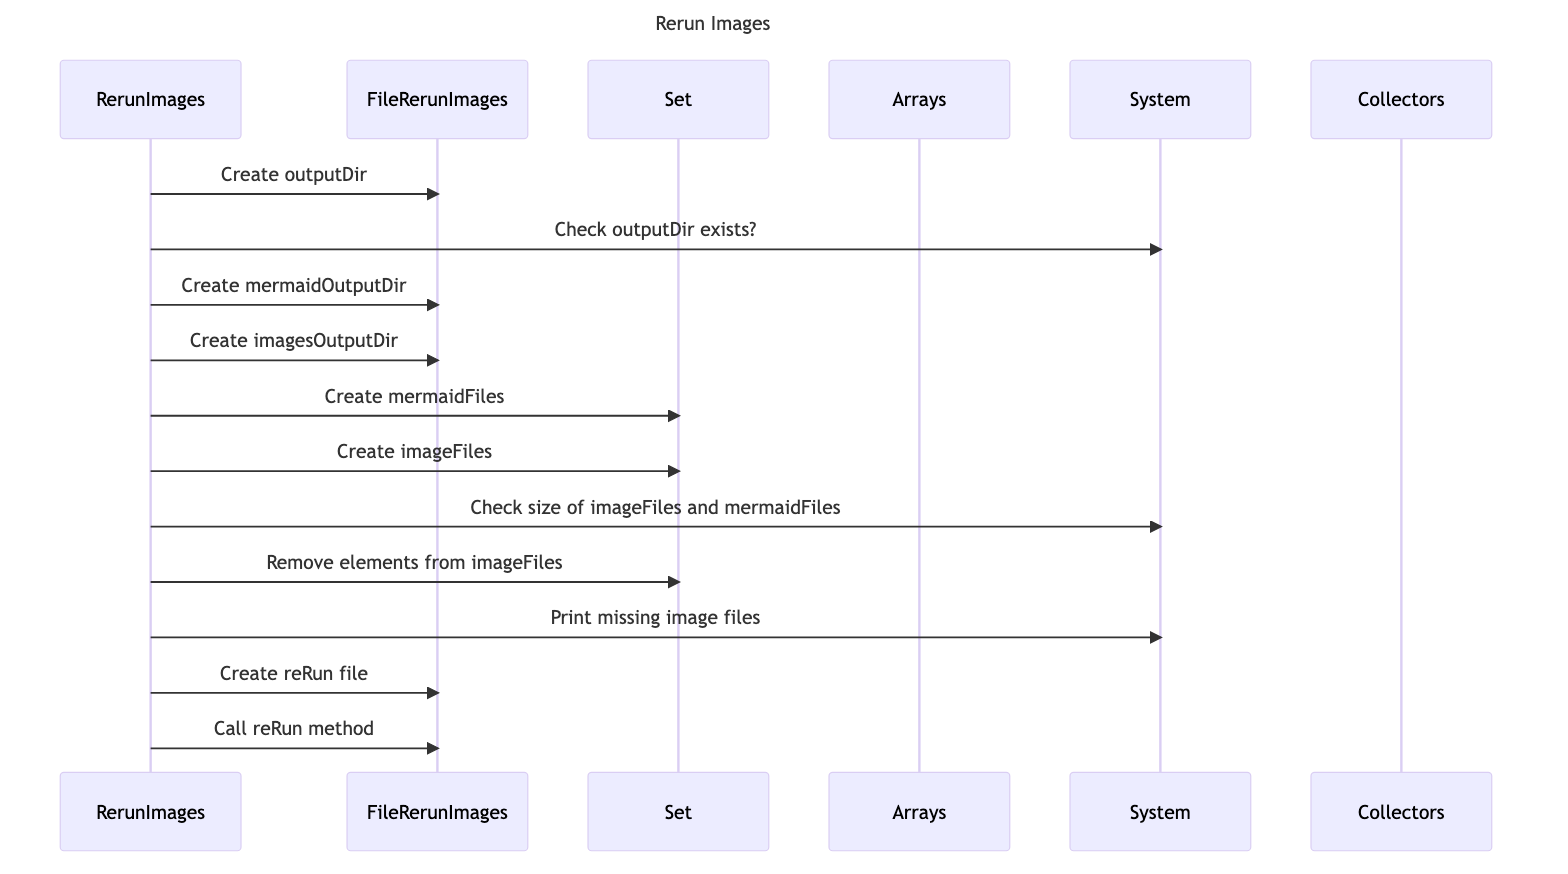 Rerun Images
RerunImages
FileRerunImages
Set
Arrays
System
Collectors
Create outputDir
Check outputDir exists?
Create mermaidOutputDir
Create imagesOutputDir
Create mermaidFiles
Create imageFiles
Check size of imageFiles and mermaidFiles
Remove elements from imageFiles
Print missing image files
Create reRun file
Call reRun method
RerunImages
FileRerunImages
Set
Arrays
System
Collectors